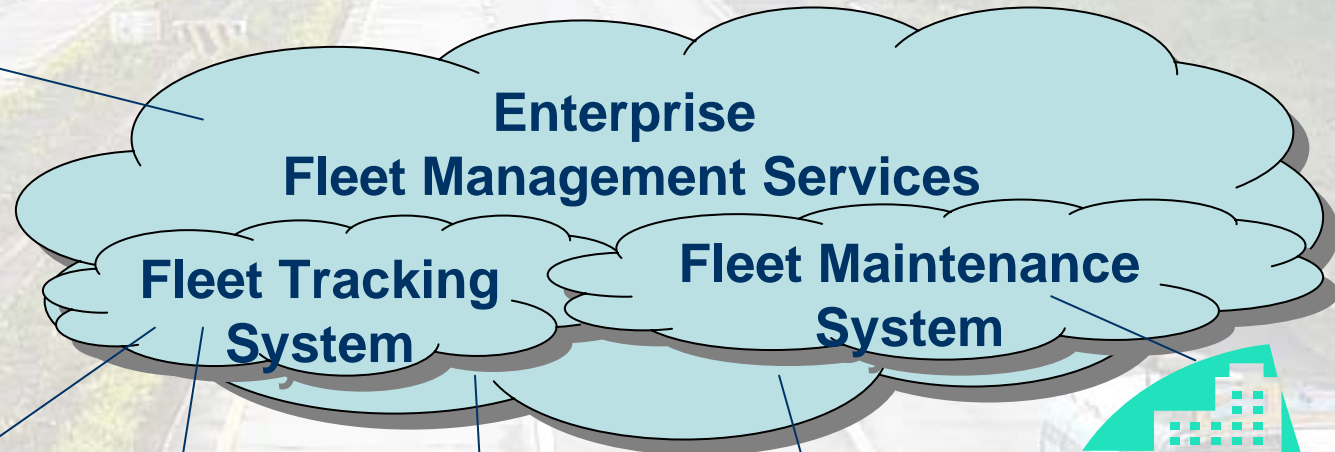 Enterprise
Fleet Management Services
Fleet Tracking
System
Fleet Maintenance
System